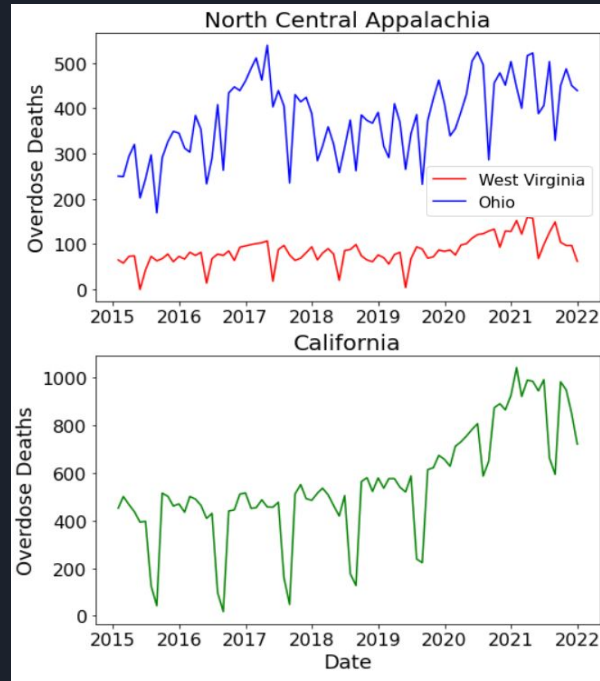 North Central Appalachia
Overdose Deaths
500
400
300
200
100
0
West Virginia
Ohio
2015 2016 2017 2018 2019 2020 2021 2022
California
Overdose Deaths
1000
800
600
400
200
0
2015 2016 2017 2018 2019 2020 2021 2022
Date